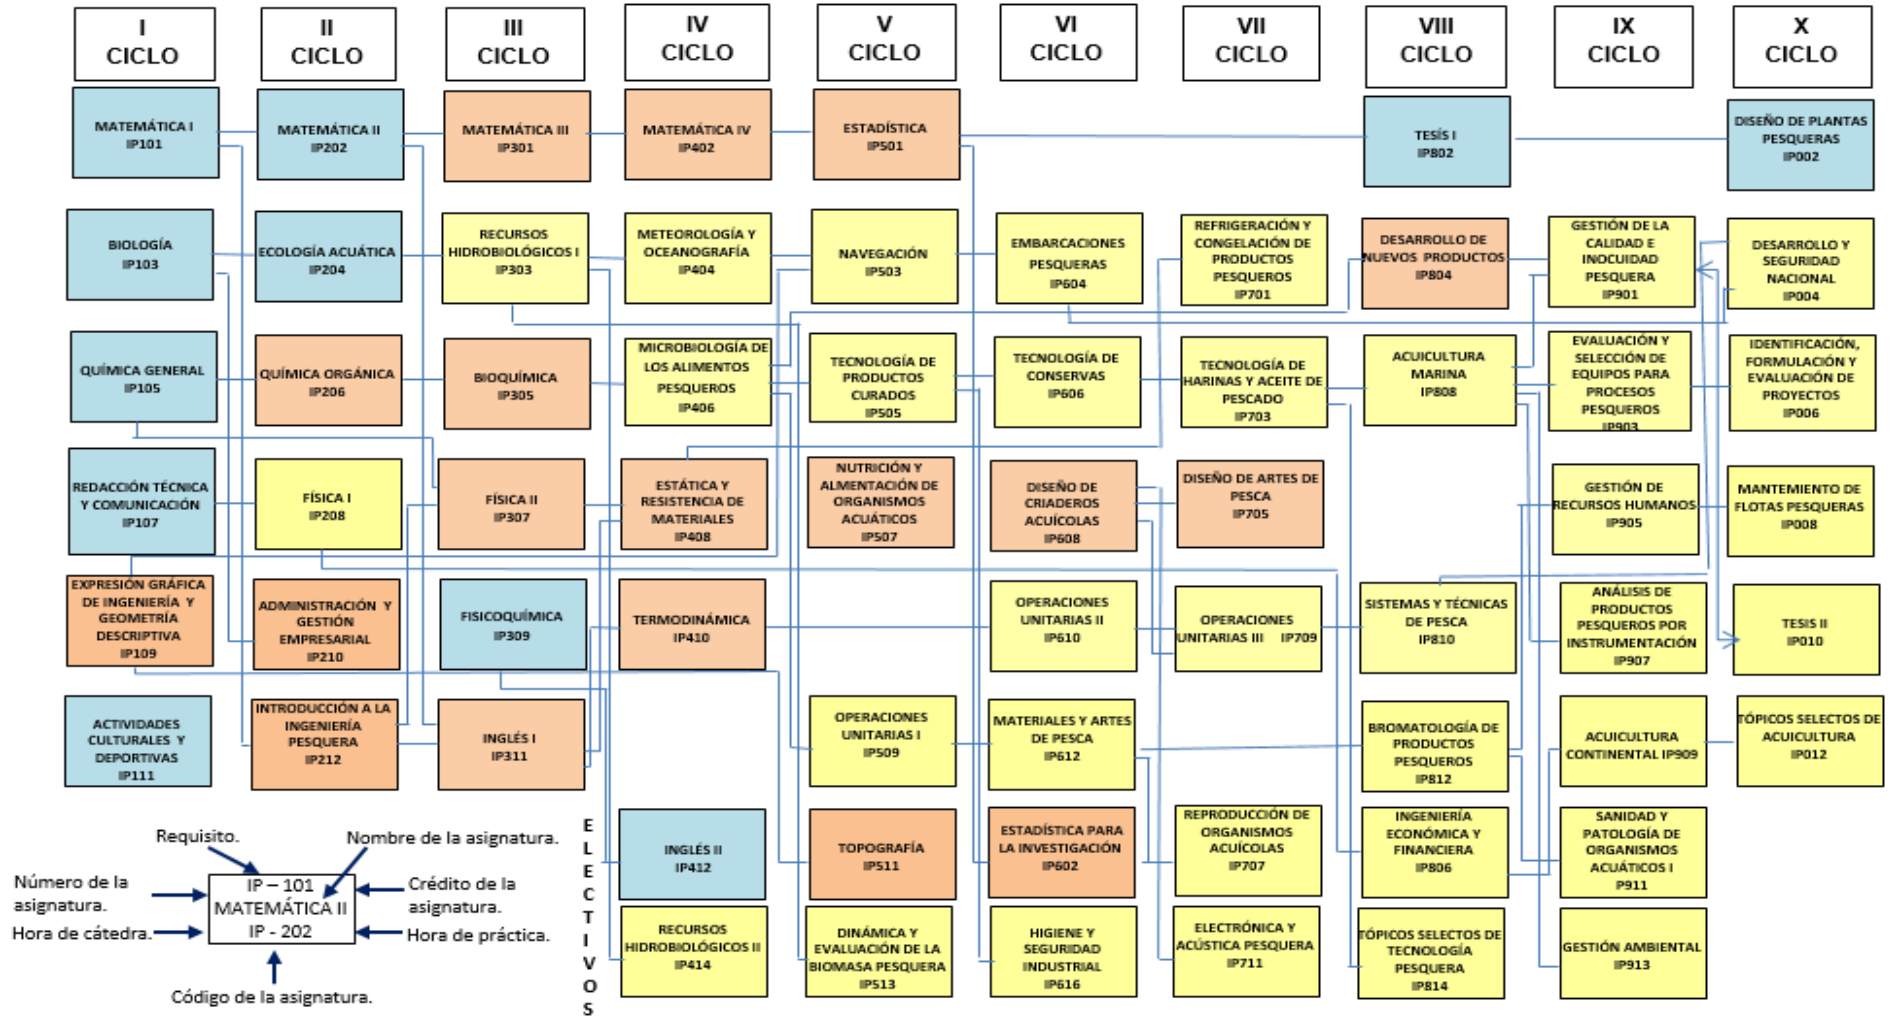 I
CICLO
II
CICLO
III
CICLO
IV
CICLO
V
CICLO
VI
CICLO
VII
CICLO
VIII
CICLO
IX
CICLO
X
CICLO
MATEMÁTICA I
IP101
MATEMÁTICA II
IP202
MATEMÁTICA III
IP301
MATEMÁTICA IV
IP402
ESTADÍSTICA
IP501
TESÍS I
IP802
DISEÑO DE PLANTAS
PESQUERAS
IP002
BIOLOGÍA
IP103
ECOLOGÍA ACUÁTICA
IP204
RECURSOS
HIDROBIOLÓGICOS I
IP303
METEOROLOGÍA Y
OCEANOGRAFÍA
IP404
NAVEGACIÓN
IP503
EMBARCACIONES
PESQUERAS
IP604
REFRIGERACIÓN Y
CONGELACIÓN DE
PRODUCTOS
PESQUEROS
IP701
DESARROLLO DE
NUEVOS PRODUCTOS
IP804
GESTIÓN DE LA
CALIDAD E
INOCUIDAD
PESQUERA
IP901
DESARROLLO Y
SEGURIDAD
NACIONAL
IP004
QUÍMICA GENERAL
IP105
QUÍMICA ORGÁNICA
IP206
BIOQUÍMICA
IP305
MICROBIOLOGÍA DE
LOS ALIMENTOS
PESQUEROS
IP406
TECNOLOGÍA DE
PRODUCTOS
CURADOS
IP505
TECNOLOGÍA DE
CONSERVAS
IP606
TECNOLOGÍA DE
HARINAS Y ACEITE DE
PESCADO
IP703
ACUICULTURA
MARINA
IP808
EVALUACIÓN Y
SELECCIÓN DE
EQUIPOS PARA
PROCESOS
PESQUEROS
IP903
IDENTIFICACIÓN,
FORMULACIÓN Y
EVALUACIÓN DE
PROYECTOS
IP006
REDACCIÓN TÉCNICA
Y COMUNICACIÓN
IP107
FÍSICA I
IP208
FÍSICA II
IP307
ESTÁTICA Y
RESISTENCIA DE
MATERIALES
IP408
NUTRICIÓN Y
ALMENTACIÓN DE
ORGANISMOS
ACUÁTICOS
IP507
DISEÑO DE
CRIADEROS
ACUÍCOLAS
IP608
DISEÑO DE ARTES DE
PESCA
IP705
GESTIÓN DE
RECURSOS HUMANOS
IP905
MANTEMIENTO DE
FLOTAS PESQUERAS
IP008
EXPRESIÓN GRÁFICA
DE INGENIERÍA Y
GEOMETRÍA
DESCRIPTIVA
IP109
ADMINISTRACIÓN Y
GESTIÓN
EMPRESARIAL
IP210
FISICOQUÍMICA
IP309
TERMODINÁMICA
IP410
OPERACIONES
UNITARIAS II
IP610
OPERACIONES
UNITARIAS III IP709
SISTEMAS Y TÉCNICAS
DE PESCA
IP810
ANÁLISIS DE
PRODUCTOS
PESQUEROS POR
INSTRUMENTACIÓN
IP907
TESIS II
IP010
ACTIVIDADES
CULTURALES Y
DEPORTIVAS
IP111
INTRODUCCIÓN A LA
INGENIERÍA
PESQUERA
IP212
INGLÉS I
IP311
OPERACIONES
UNITARIAS I
IP509
MATERIALES Y ARTES
DE PESCA
IP612
BROMATOLOGÍA DE
PRODUCTOS
PESQUEROS
IP812
ACUICULTURA
CONTINENTAL IP909
TÓPICOS SELECTOS DE
ACUICULTURA
IP012
ELECTIVOS
INGLÉS II
IP412
TOPOGRAFÍA
IP511
ESTADÍSTICA PARA
LA INVESTIGACIÓN
IP602
REPRODUCCIÓN DE
ORGANISMOS
ACUÍCOLAS
IP707
INGENIERÍA
ECONÓMICA Y
FINANCIERA
IP806
SANIDAD Y
PATOLOGÍA DE
ORGANISMOS
ACUÁTICOS I
IP911
RECURSOS
HIDROBIOLÓGICOS II
IP414
DINÁMICA Y
EVALUACIÓN DE LA
BIOMASA PESQUERA
IP513
HIGIENE Y
SEGURIDAD
INDUSTRIAL
IP616
ELECTRÓNICA Y
ACÚSTICA PESQUERA
IP711
TÓPICOS SELECTOS DE
TECNOLOGÍA
PESQUERA
IP814
GESTIÓN AMBIENTAL
IP913
Requisito.
Nombre de la asignatura.
Número de la
asignatura.
IP – 101
MATEMÁTICA II
IP - 202
Crédito de la
asignatura.
Hora de cátedra.
Hora de práctica.
Código de la asignatura.